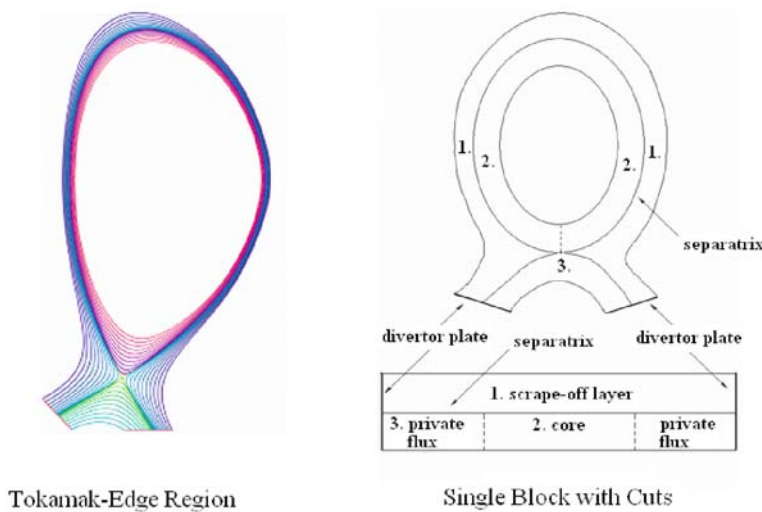 1.
2.
2.
1.
separatrix
3.
divertor plate
separatrix
divertor plate
1. scrape-off layer
3. private flux
2. core
private flux
Tokamak-Edge Region
Single Block with Cuts